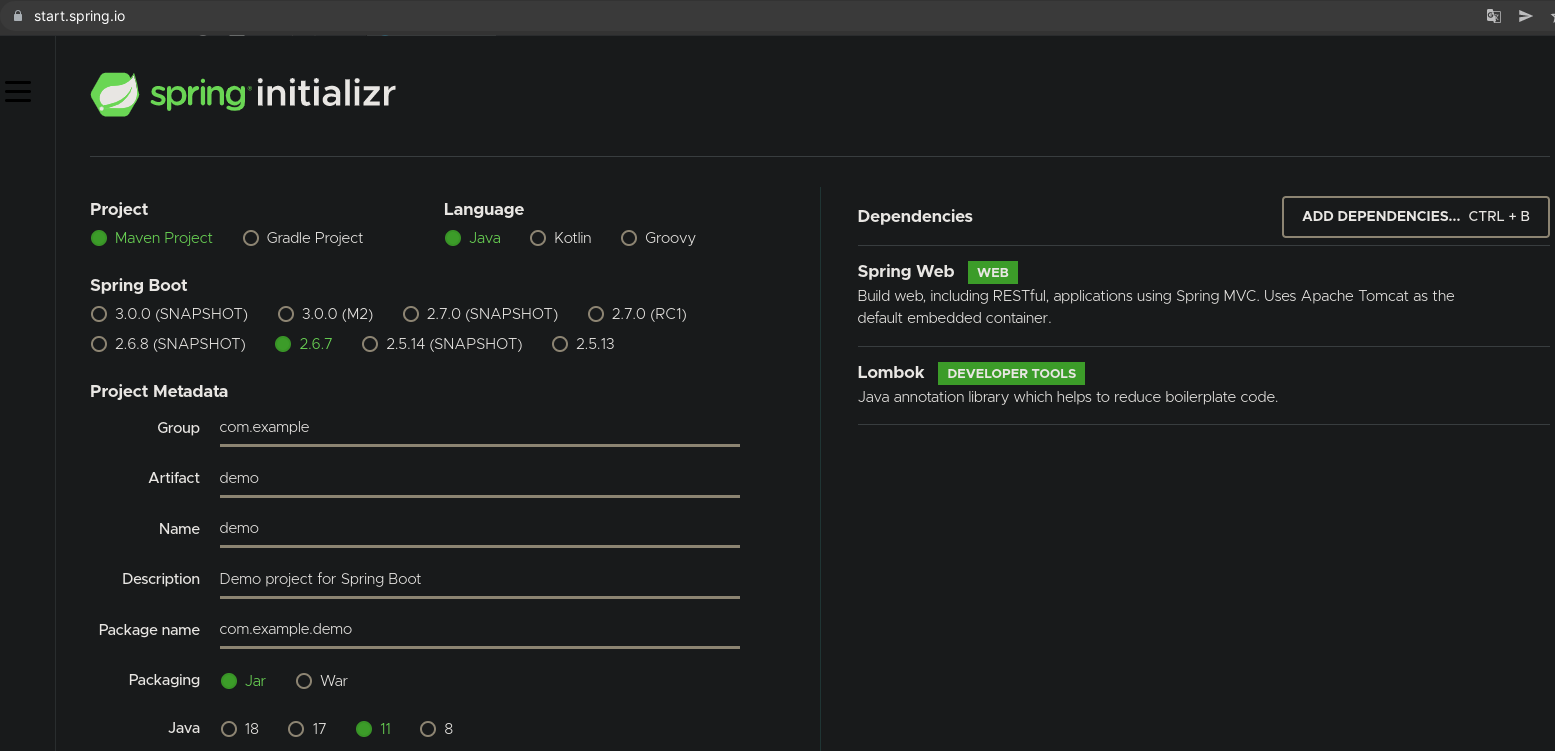 start.spring.io
spring initializr
Project
Maven Project Gradle Project
Language
Java Kotlin Groovy
Spring Boot
3.0.0 (SNAPSHOT) 3.0.0 (M2) 2.7.0 (SNAPSHOT) 2.7.0 (RC1)
2.6.8 (SNAPSHOT) 2.6.7 2.5.14 (SNAPSHOT) 2.5.13
Project Metadata
Group com.example
Artifact demo
Name demo
Description Demo project for Spring Boot
Package name com.example.demo
Packaging Jar War
Java 18 17 11 8
Dependencies ADD DEPENDENCIES... CTRL + B
Spring Web WEB
Build web, including RESTful, applications using Spring MVC. Uses Apache Tomcat as the
default embedded container.
Lombok DEVELOPER TOOLS
Java annotation library which helps to reduce boilerplate code.